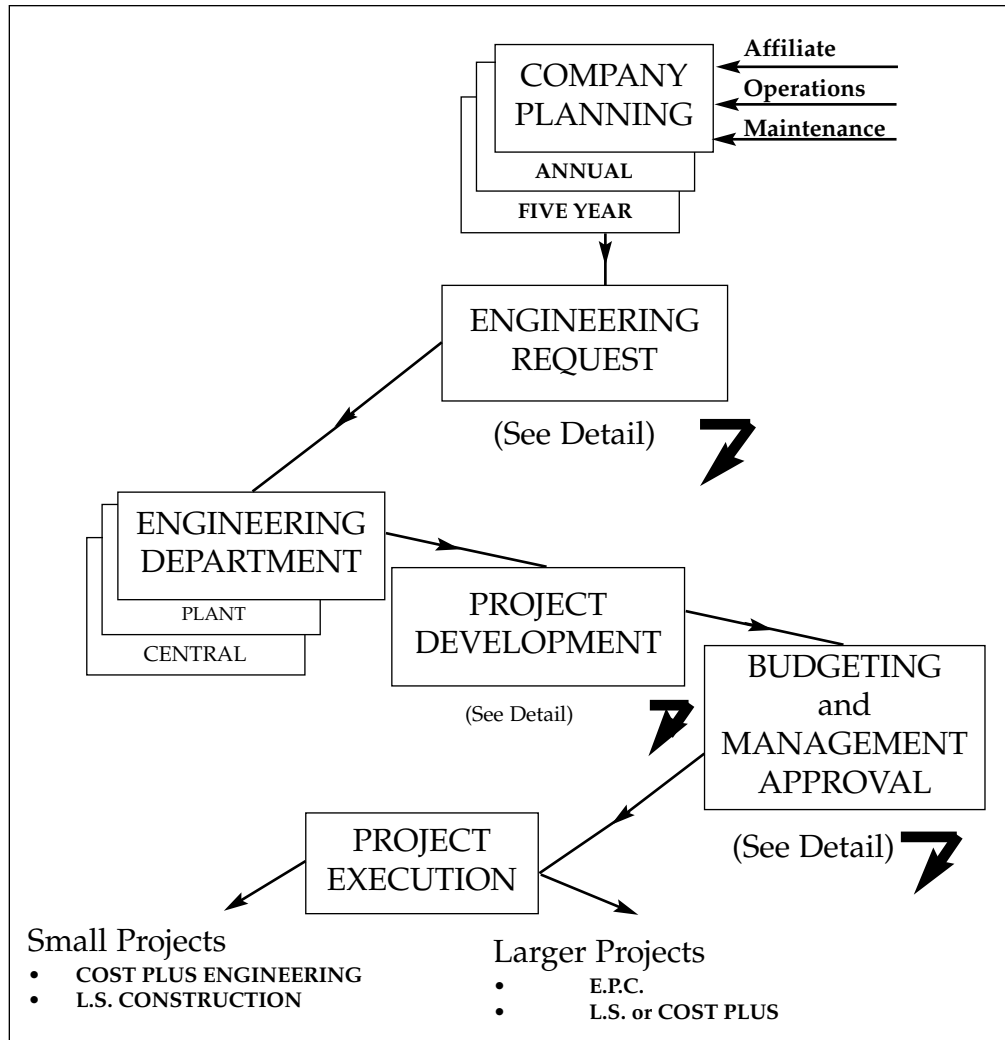 Affiliate
COMPANY
PLANNING
Operations
Maintenance
ANNUAL
FIVE YEAR
ENGINEERING
REQUEST
(See Detail)
ENGINEERING
DEPARTMENT
PLANT
CENTRAL
PROJECT
DEVELOPMENT
(See Detail)
BUDGETING
and
MANAGEMENT
APPROVAL
(See Detail)
PROJECT
EXECUTION
Small Projects
• COST PLUS ENGINEERING
• L.S. CONSTRUCTION
Larger Projects
• E.P.C.
• L.S. or COST PLUS